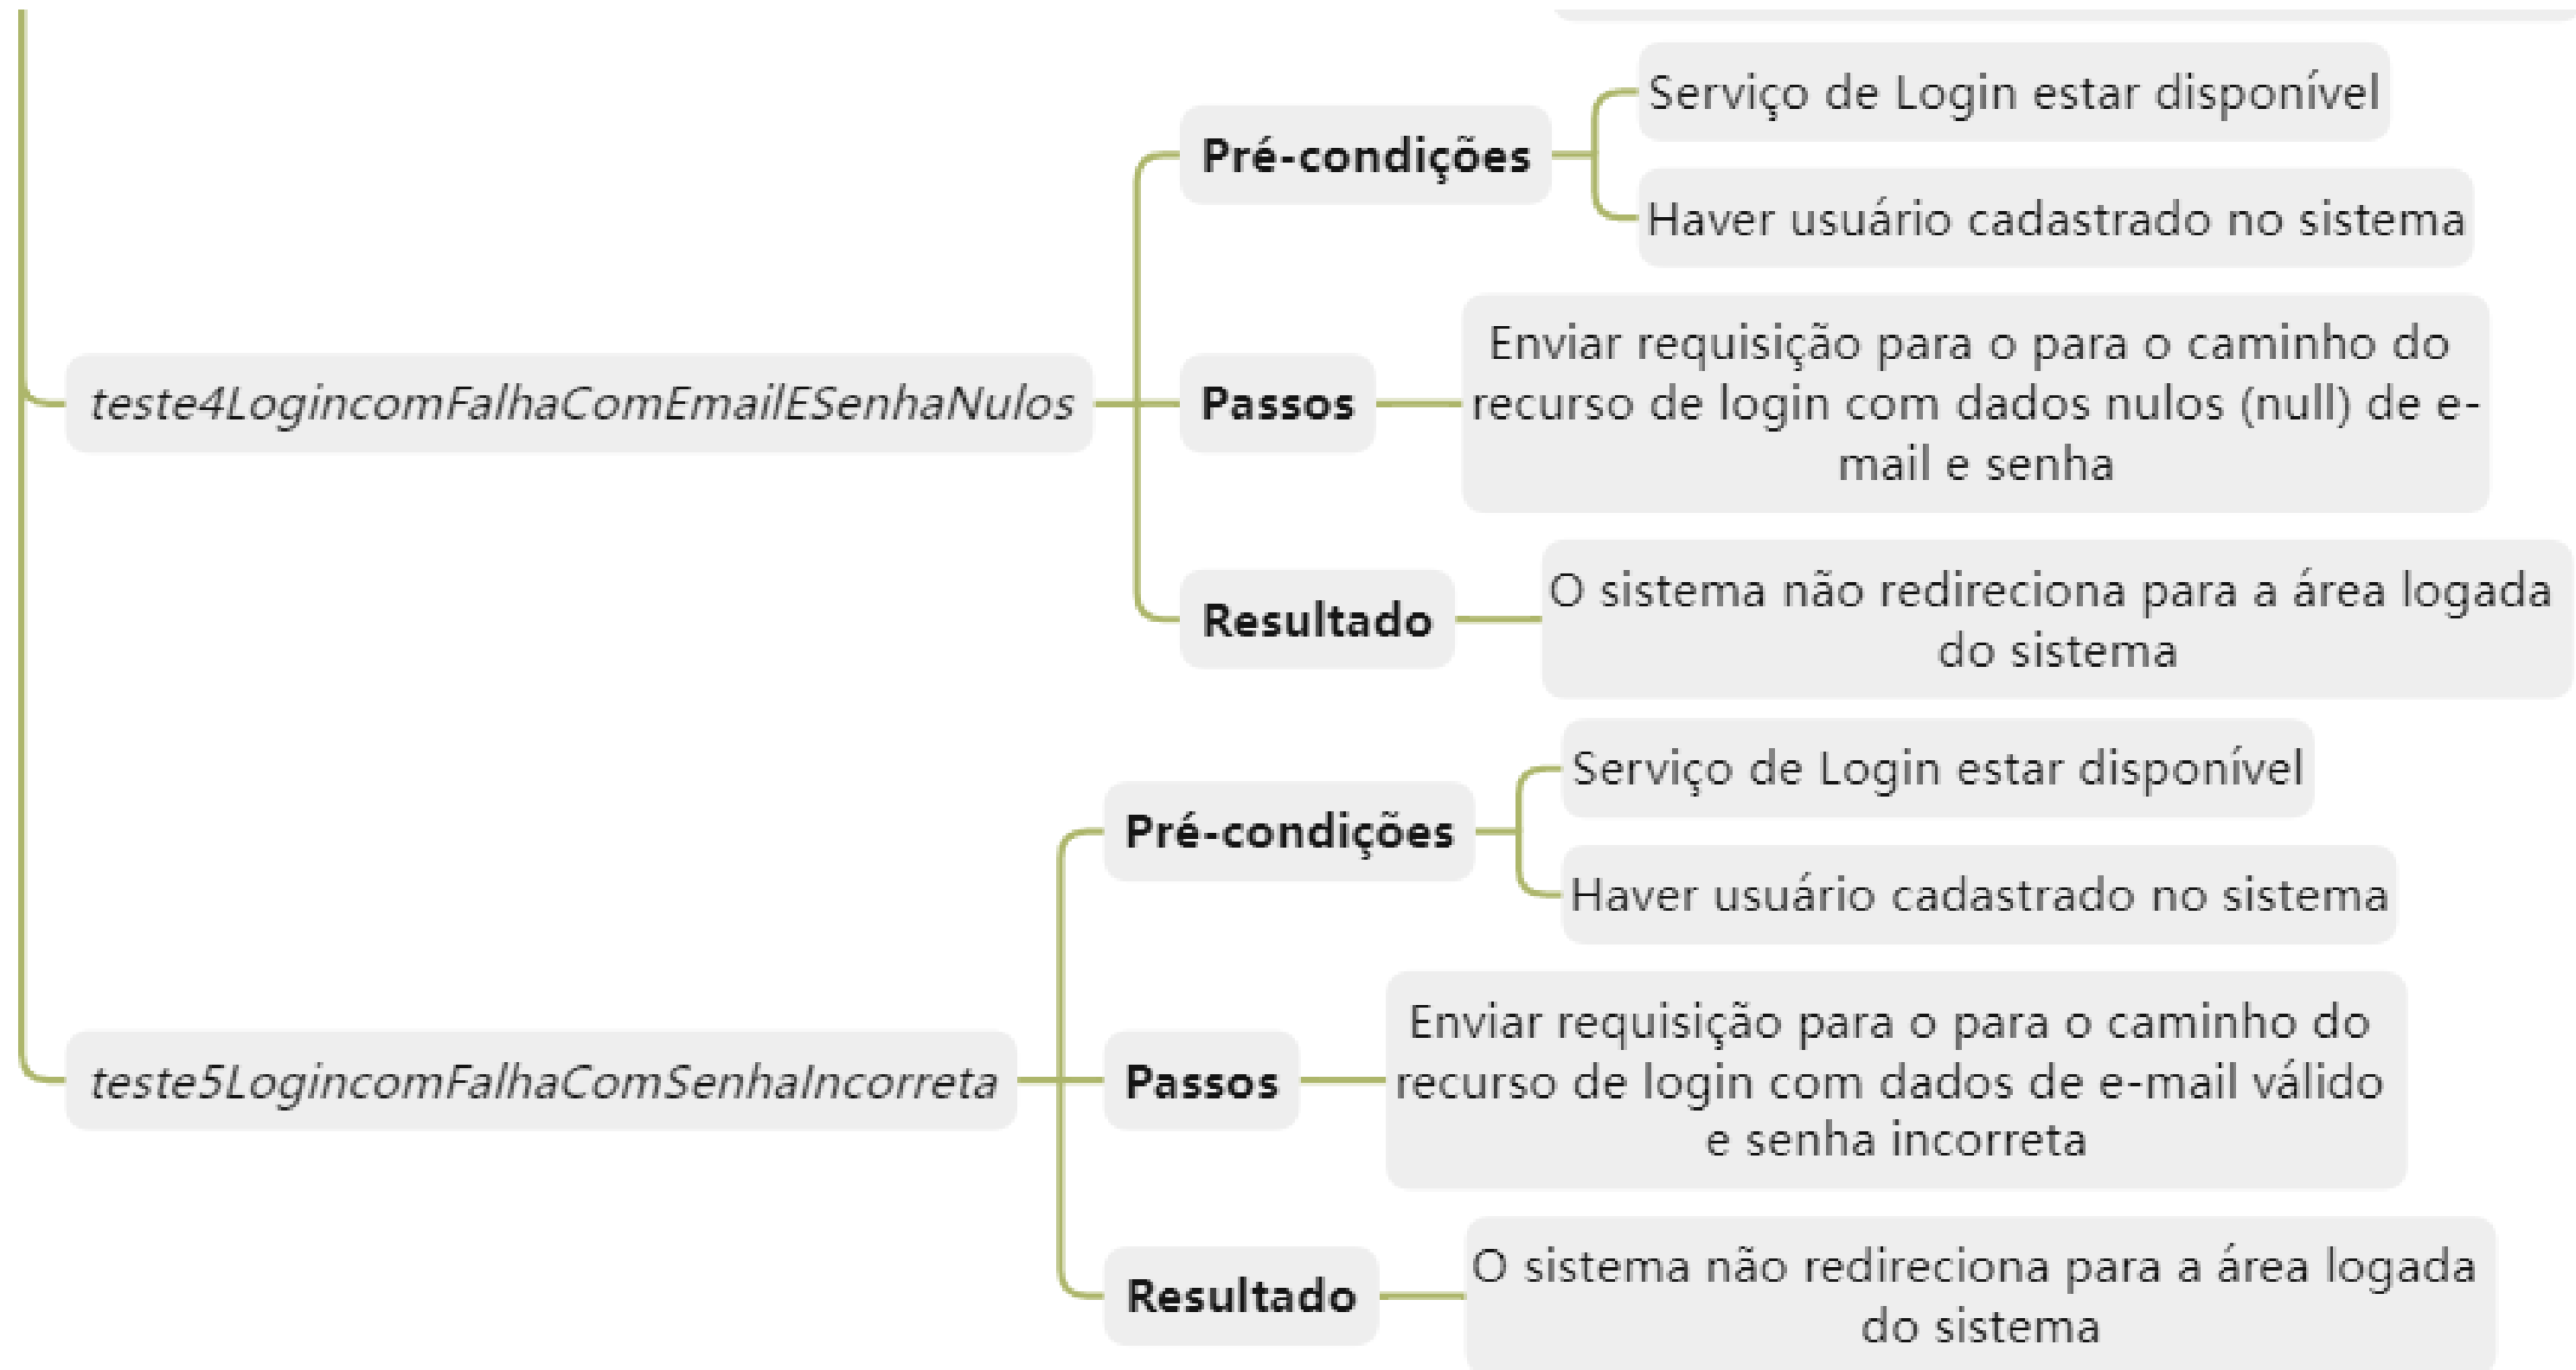 Serviço de Login estar disponível
Pré-condições
Haver usuário cadastrado no sistema
Enviar requisição para o para o caminho do
teste4LogincomFalhaComEmailESenhaNulos
Passos
recurso de login com dados nulos (null) de e-
mail e senha
Resultado
O sistema não redireciona para a área logada
do sistema
Serviço de Login estar disponível
Pré-condições
Haver usuário cadastrado no sistema
Enviar requisição para o para o caminho do
teste5LogincomFalhaComSenhaIncorreta
Passos
recurso de login com dados de e-mail válido
e senha incorreta
Resultado
O sistema não redireciona para a área logada
do sistema